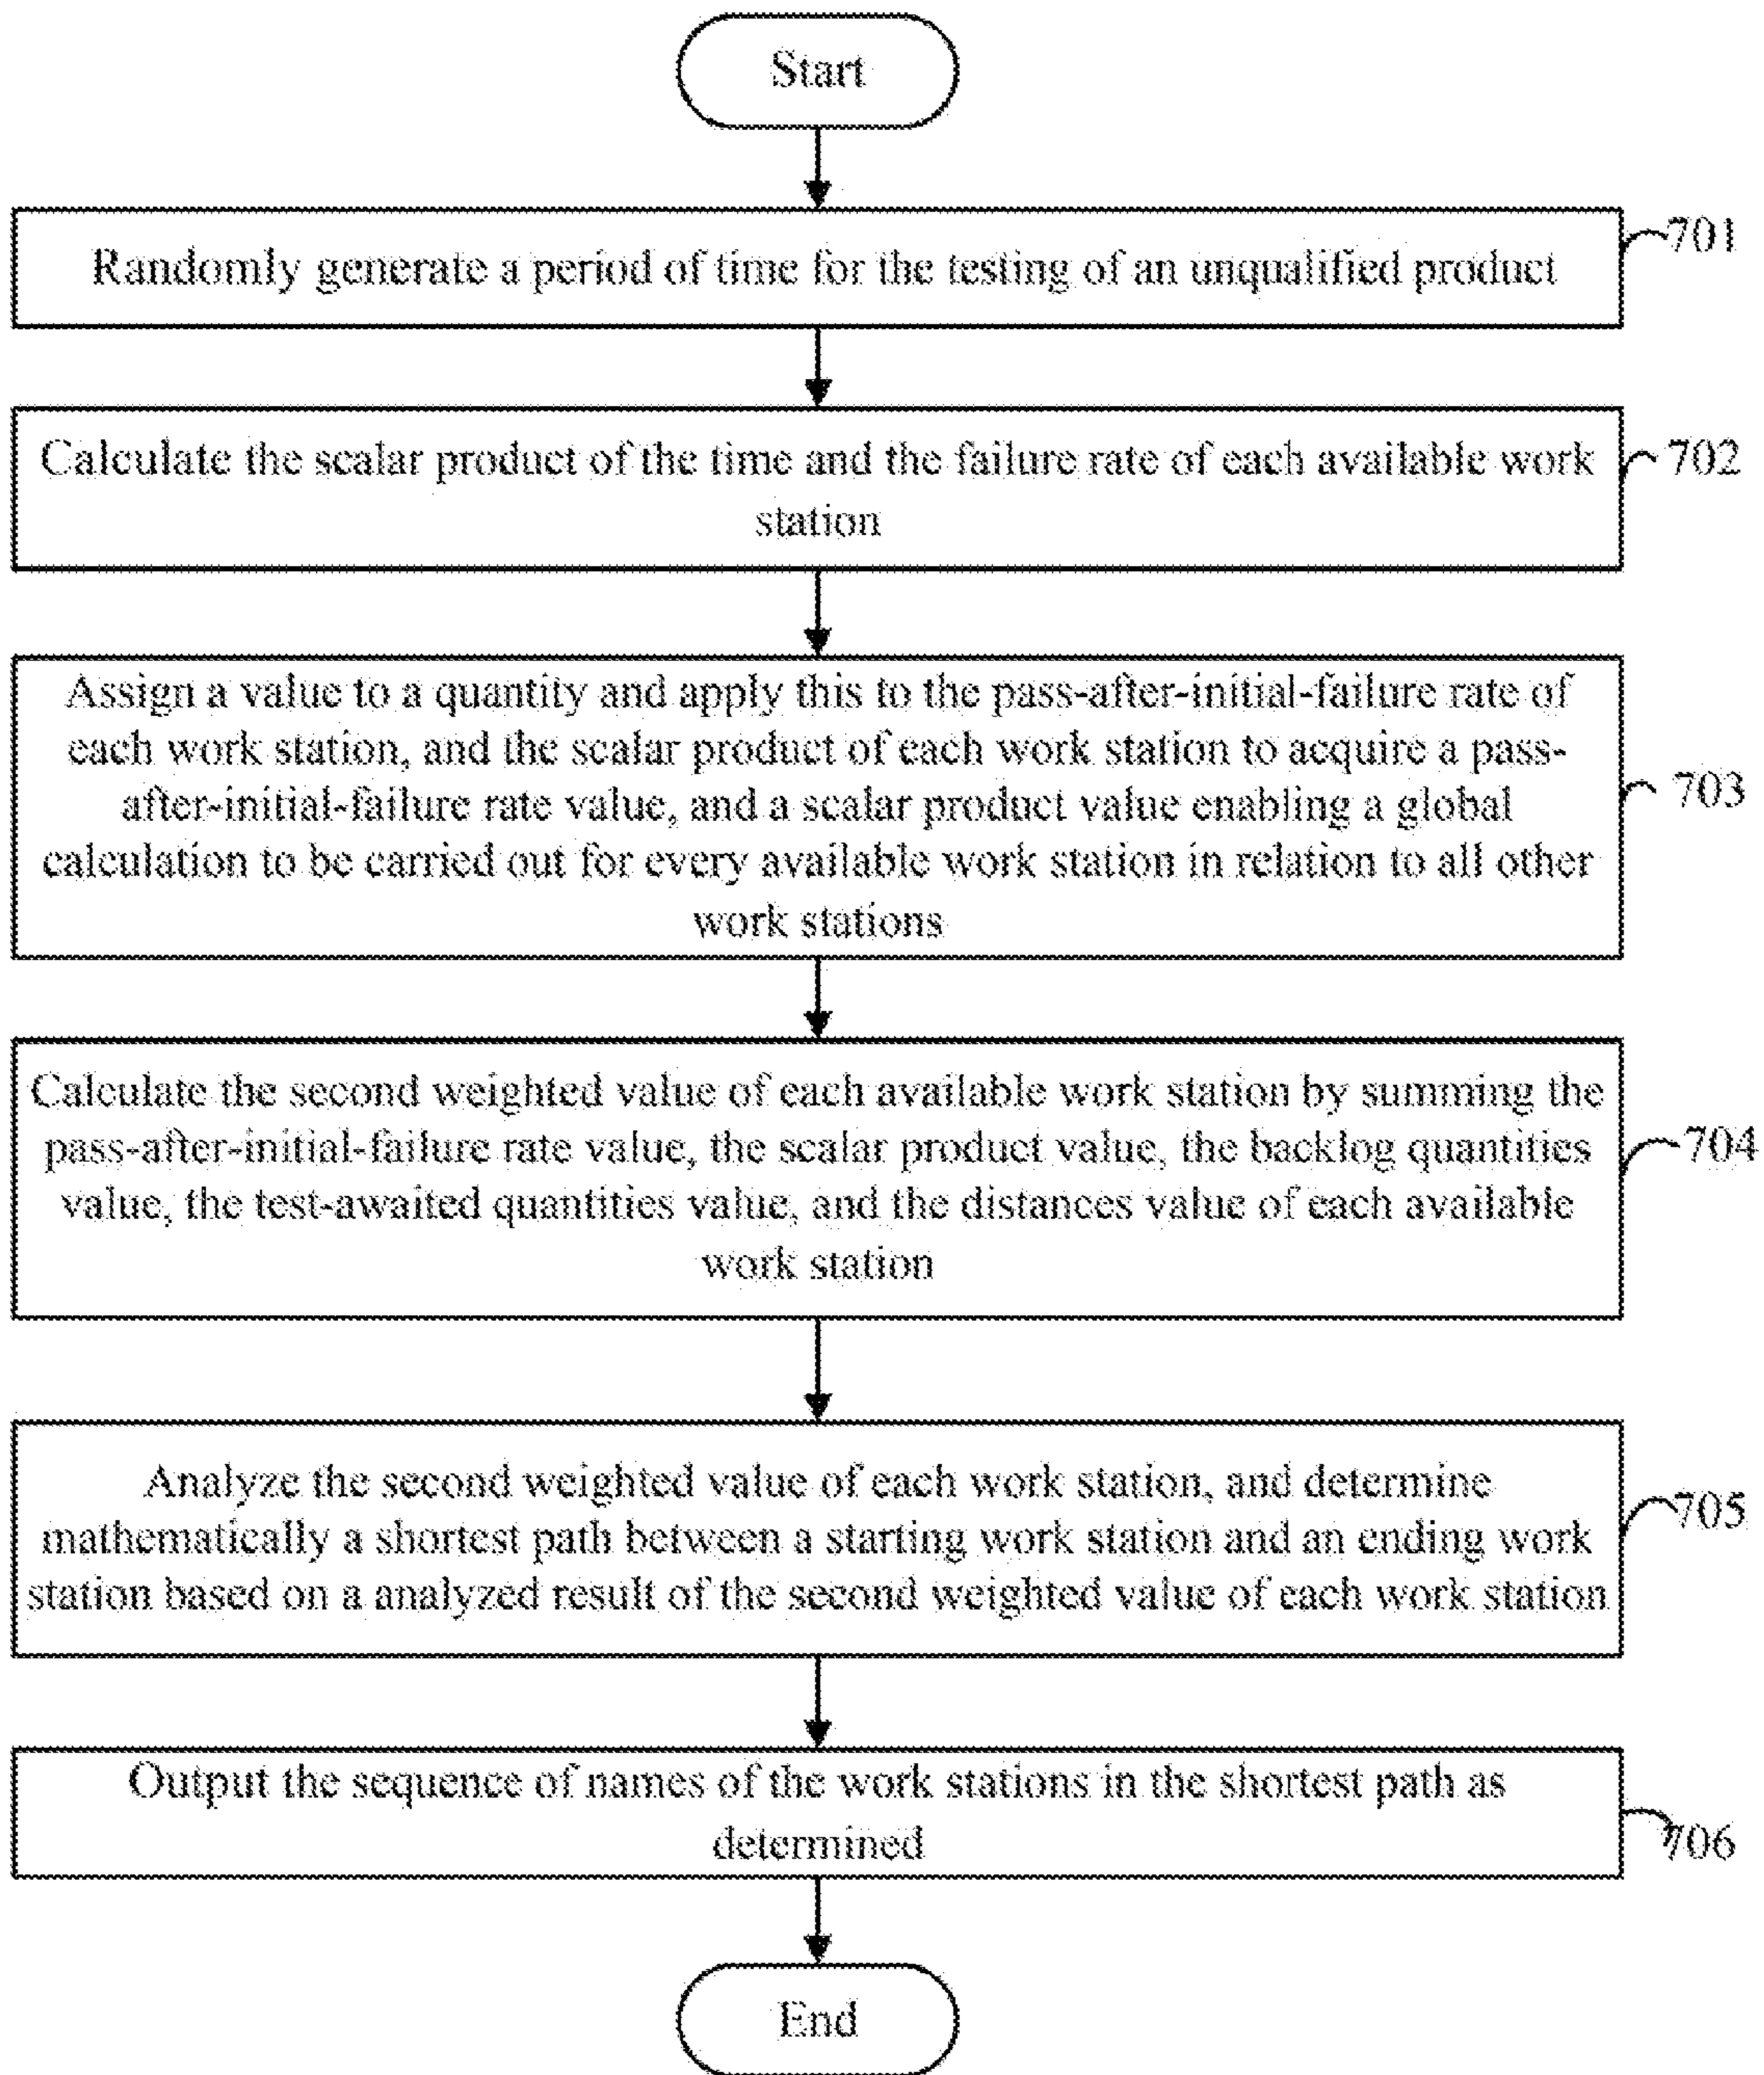 Start
Randomly generate a period of time for the testing of an unqualified product
701
Calculate the scalar product of the time and the failure rate of each available work
station
702
Assign a value to a quantity and apply this to the pass-after-initial-failure rate of
each work station, and the scalar product of each work station to acquire a pass-
after-initial-failure rate value, and a scalar product value enabling a global
calculation to be carried out for every available work station in relation to all other
work stations
703
Calculate the second weighted value of each available work station by summing the
pass-after-initial-failure rate value, the scalar product value, the backlog quantities
value, the test-awaited quantities value, and the distances value of each available
work station
704
Analyze the second weighted value of each work station, and determine
mathematically a shortest path between a starting work station and an ending work
station based on a analyzed result of the second weighted value of each work station
705
Output the sequence of names of the work stations in the shortest path as
determined
706
End